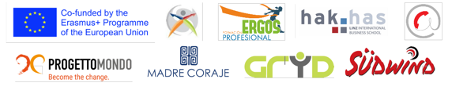 Co-funded by the
Erasmus+ Programme
of the European Union
ERGOS
PROFESIONAL
hak has
LINZ INTERNATIONAL
BUSINESS SCHOOL
PROGETTOMONDO
Become the change.
MADRE CORAJE
GRYD
SÜDWIND